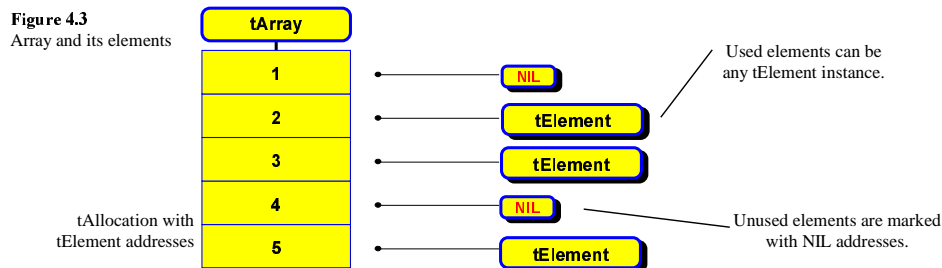 Figure 4.3
Array and its elements
tArray
1
NIL
Used elements can be
any tElement instance.
2
tElement
3
tElement
4
NIL
tAllocation with
tElement addresses
Unused elements are marked
with NIL addresses.
5
tElement